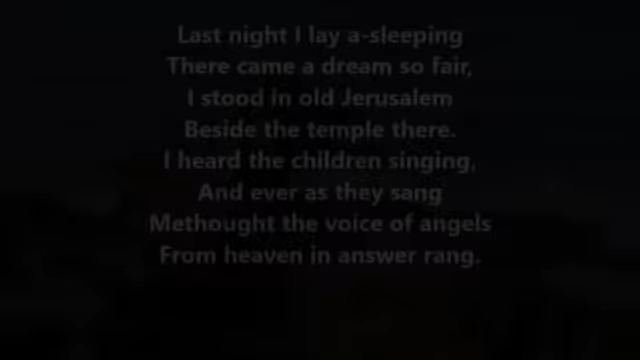 Last night I lay a-sleeping
There came a dream so fair,
I stood in old Jerusalem
Beside the temple there.
I heard the children singing,
And ever as they sang
Methought the voice of angels
From heaven in answer rang.